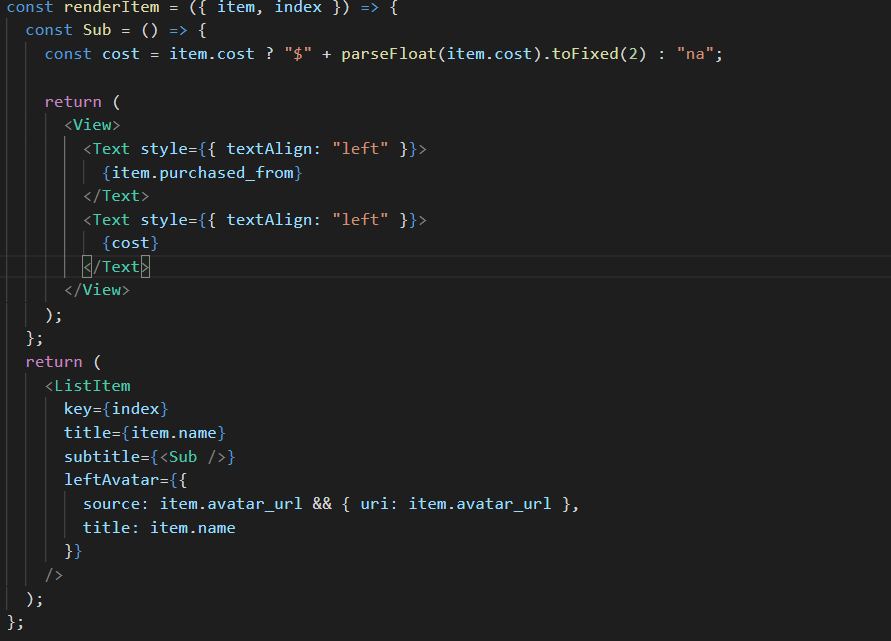 const renderItem = ({ item, index }) => {
  const Sub = () => {
    const cost = item.cost ? "$" + parseFloat(item.cost).toFixed(2) : "na";

    return (
      <View>
        <Text style={{ textAlign: "left" }}>
          {item.purchased_from}
        </Text>
        <Text style={{ textAlign: "left" }}>
          {cost}
        </Text>
      </View>
    );
  };
  return (
    <ListItem
      key={index}
      title={item.name}
      subtitle={<Sub />}
      leftAvatar={{
        source: item.avatar_url && { uri: item.avatar_url },
        title: item.name
      }}
    />
  );
};